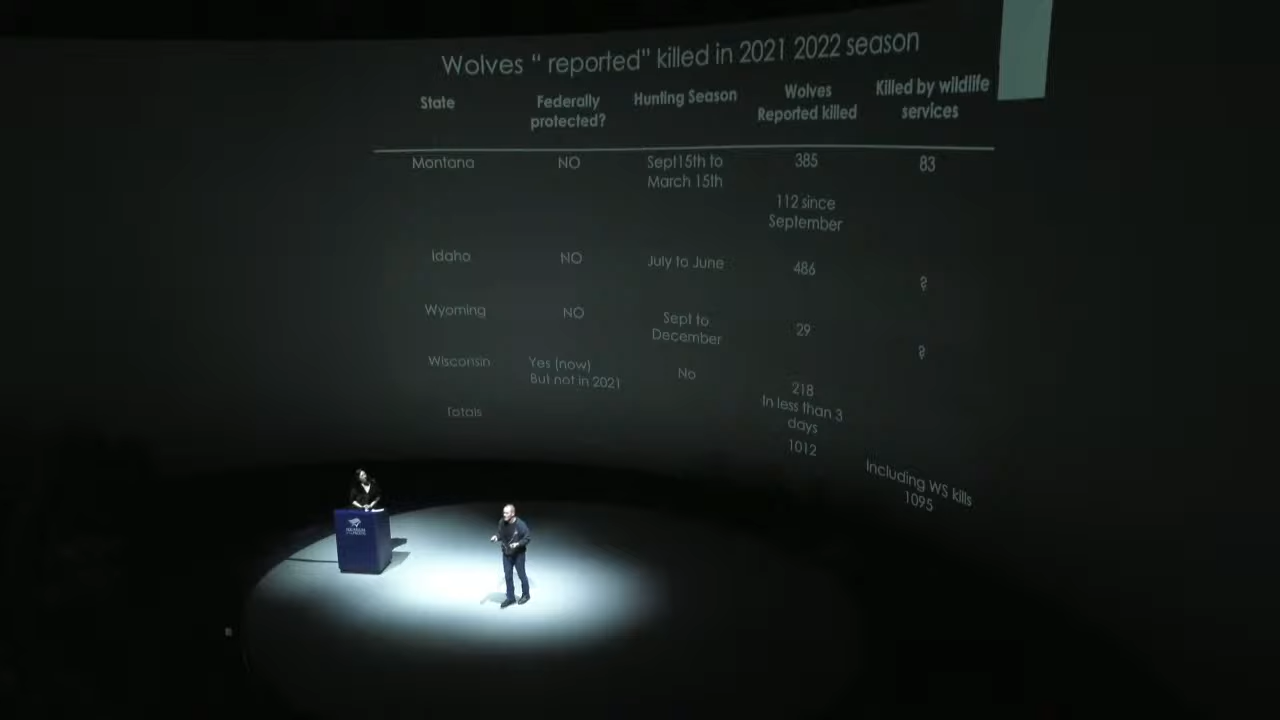 Wolves “ reported” killed in 2021 2022 season
State
Federally
protected?
Hunting Season
Wolves
Reported killed
Killed by wildlife
services
Montana
NO
Sept15th to
March 15th
385
83
112 since
September
Idaho
NO
July to June
486
?
Wyoming
NO
Sept to
December
29
?
Wisconsin
Yes (now)
But not in 2021
No
218
In less than 3
days
Totals
1012
Including WS kills
1095